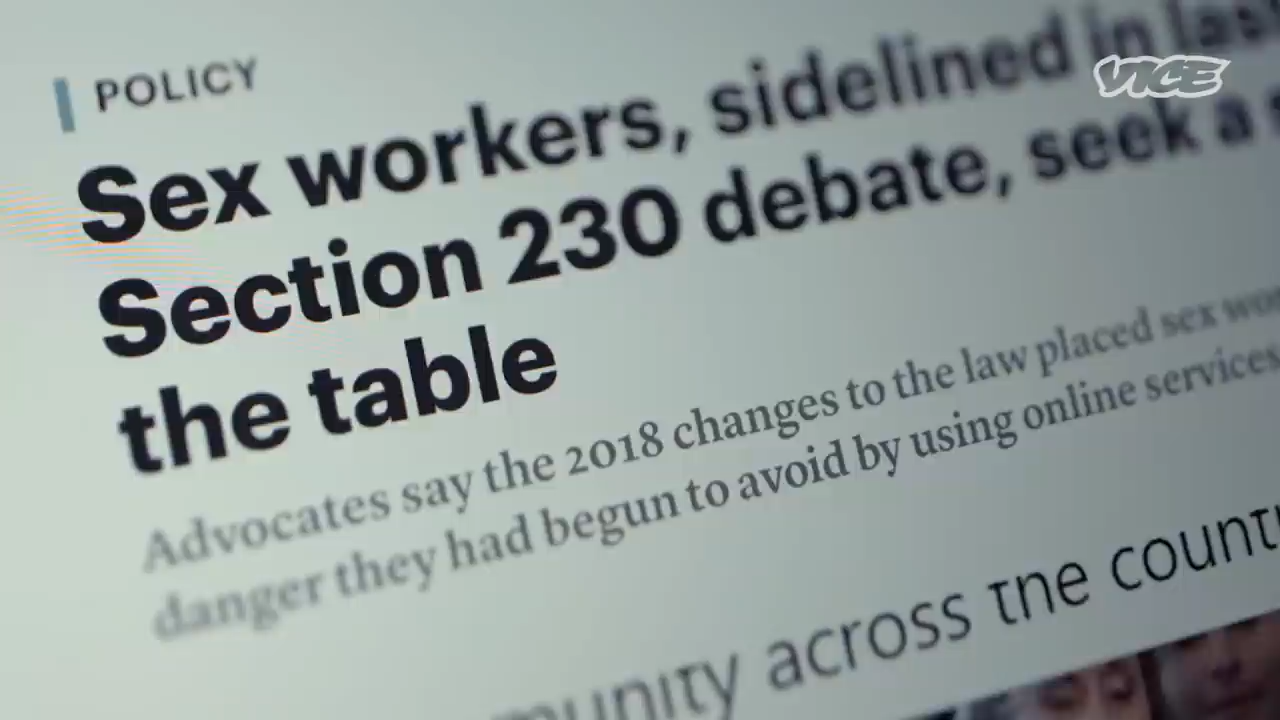 POLICY
VICE
Sex workers, sidelined in last
Section 230 debate, seek a
the table
Advocates say the 2018 changes to the law placed sex
danger they had begun to avoid by using online services
across the